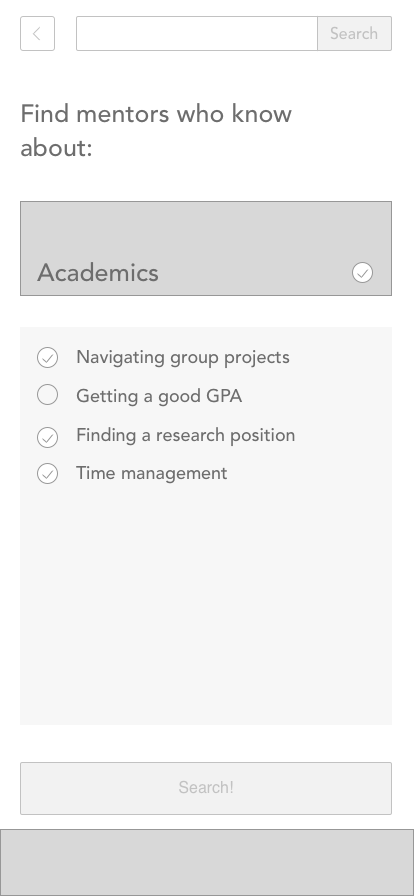 Search
Find mentors who know
about:
Academics
Navigating group projects
Getting a good GPA
Finding a research position
Time management
Search!